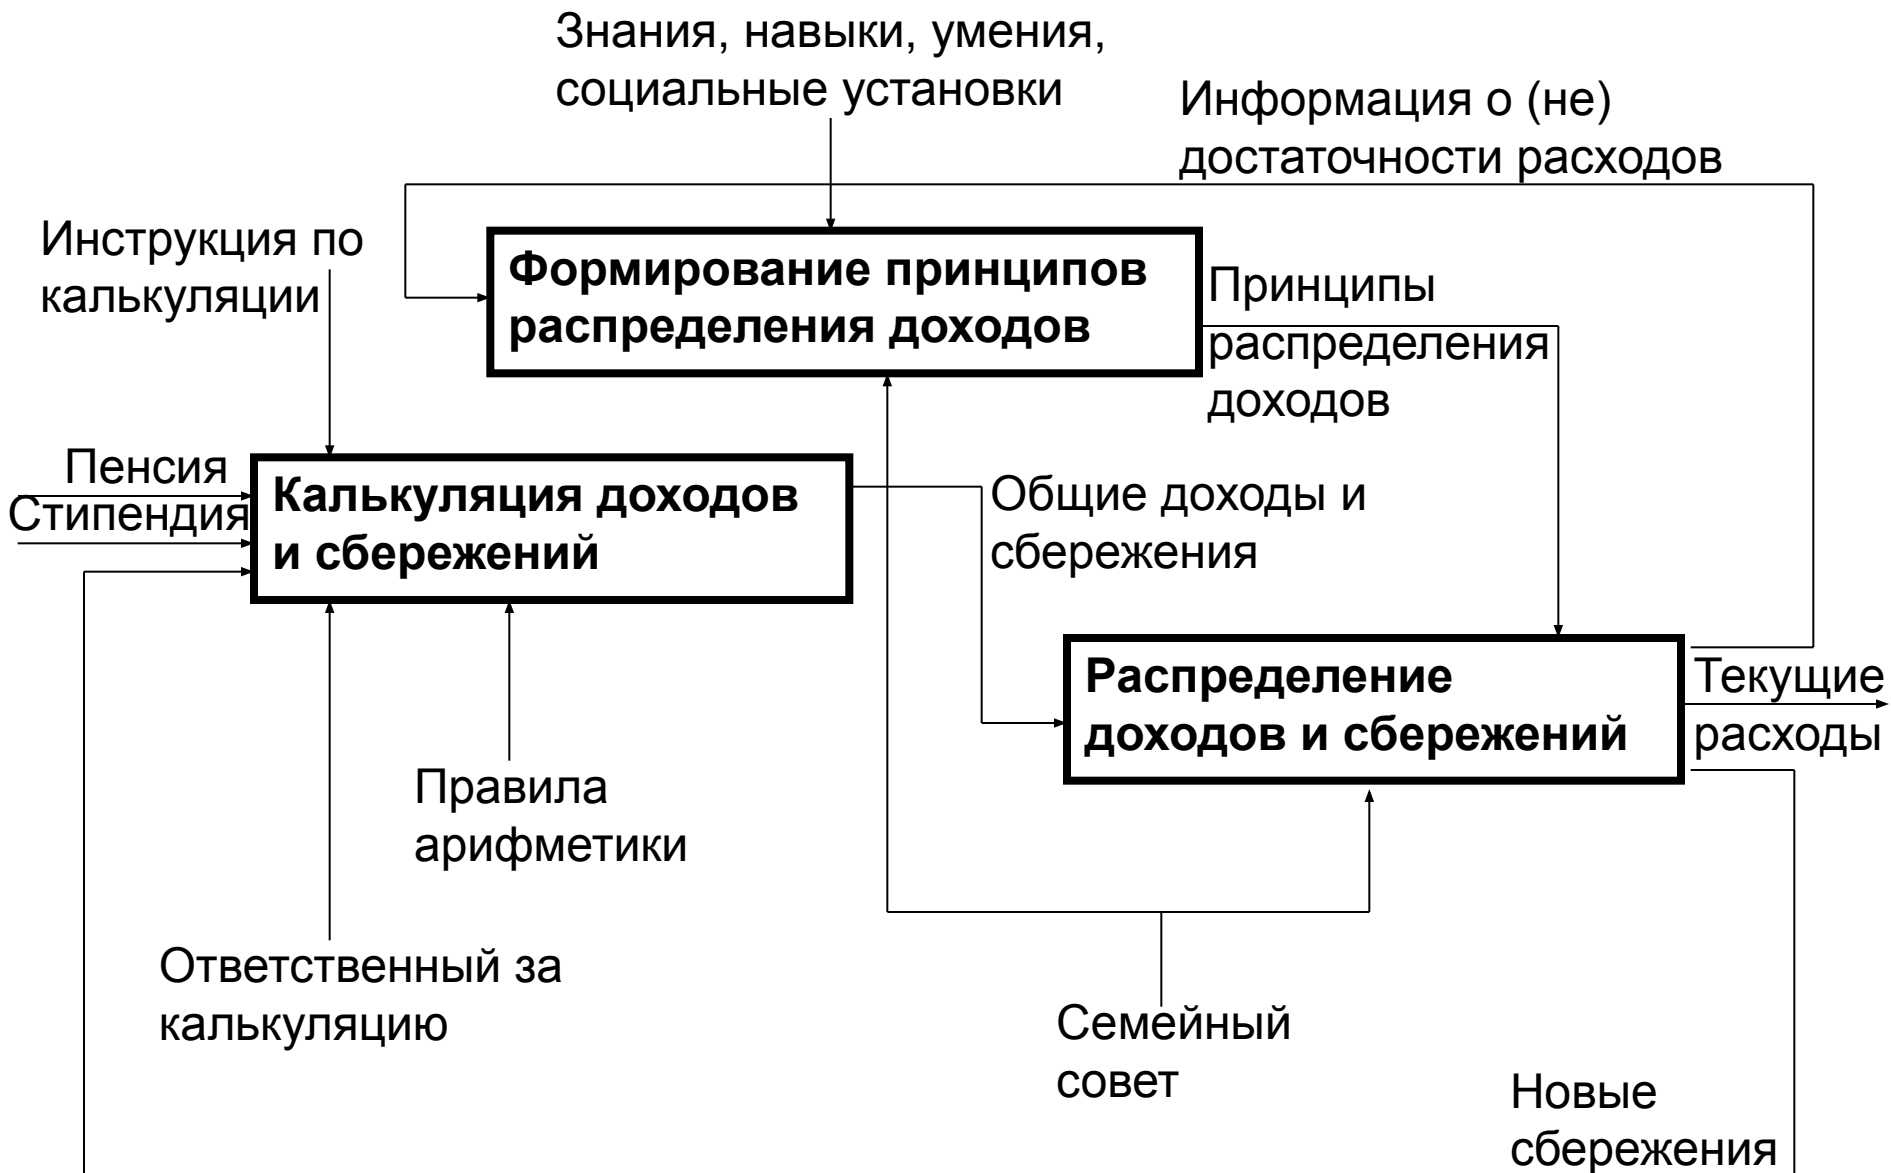 Знания, навыки, умения,
социальные установки
Информация о (не)
достаточности расходов
Инструкция по
калькуляции
Формирование принципов
распределения доходов
Принципы
распределения
доходов
Пенсия
Стипендия
Калькуляция доходов
и сбережений
Общие доходы и
сбережения
Распределение
доходов и сбережений
Текущие
расходы
Правила
арифметики
Ответственный за
калькуляцию
Семейный
совет
Новые
сбережения